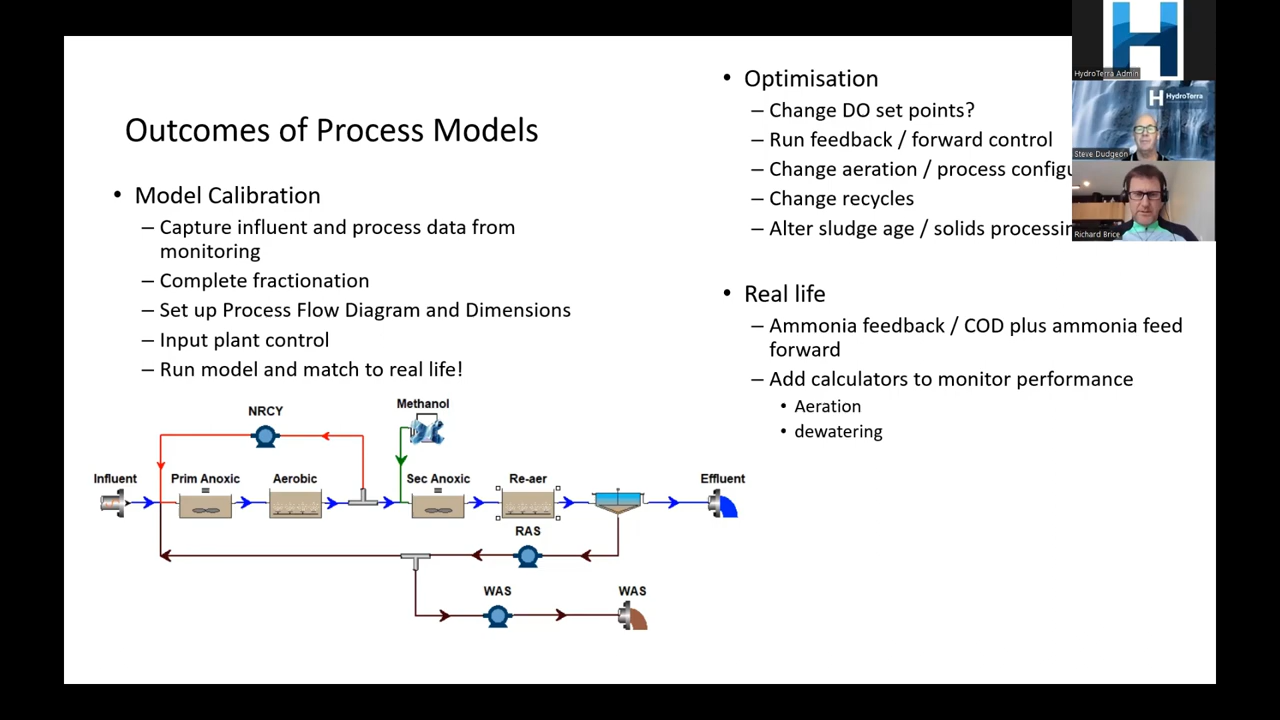 Outcomes of Process Models
• Model Calibration
– Capture influent and process data from
monitoring
– Complete fractionation
– Set up Process Flow Diagram and Dimensions
– Input plant control
– Run model and match to real life!
• Optimisation
– Change DO set points?
– Run feedback / forward control
– Change aeration / process configu
– Change recycles
– Alter sludge age / solids processin
• Real life
– Ammonia feedback / COD plus ammonia feed
forward
– Add calculators to monitor performance
• Aeration
• dewatering
NRCY
Methanol
Influent
Prim Anoxic
Aerobic
Sec Anoxic
Re-aer
Effluent
RAS
WAS
WAS
HydroTerra Admin
HydroTerra
Steve Dudgeon
Richard Brice